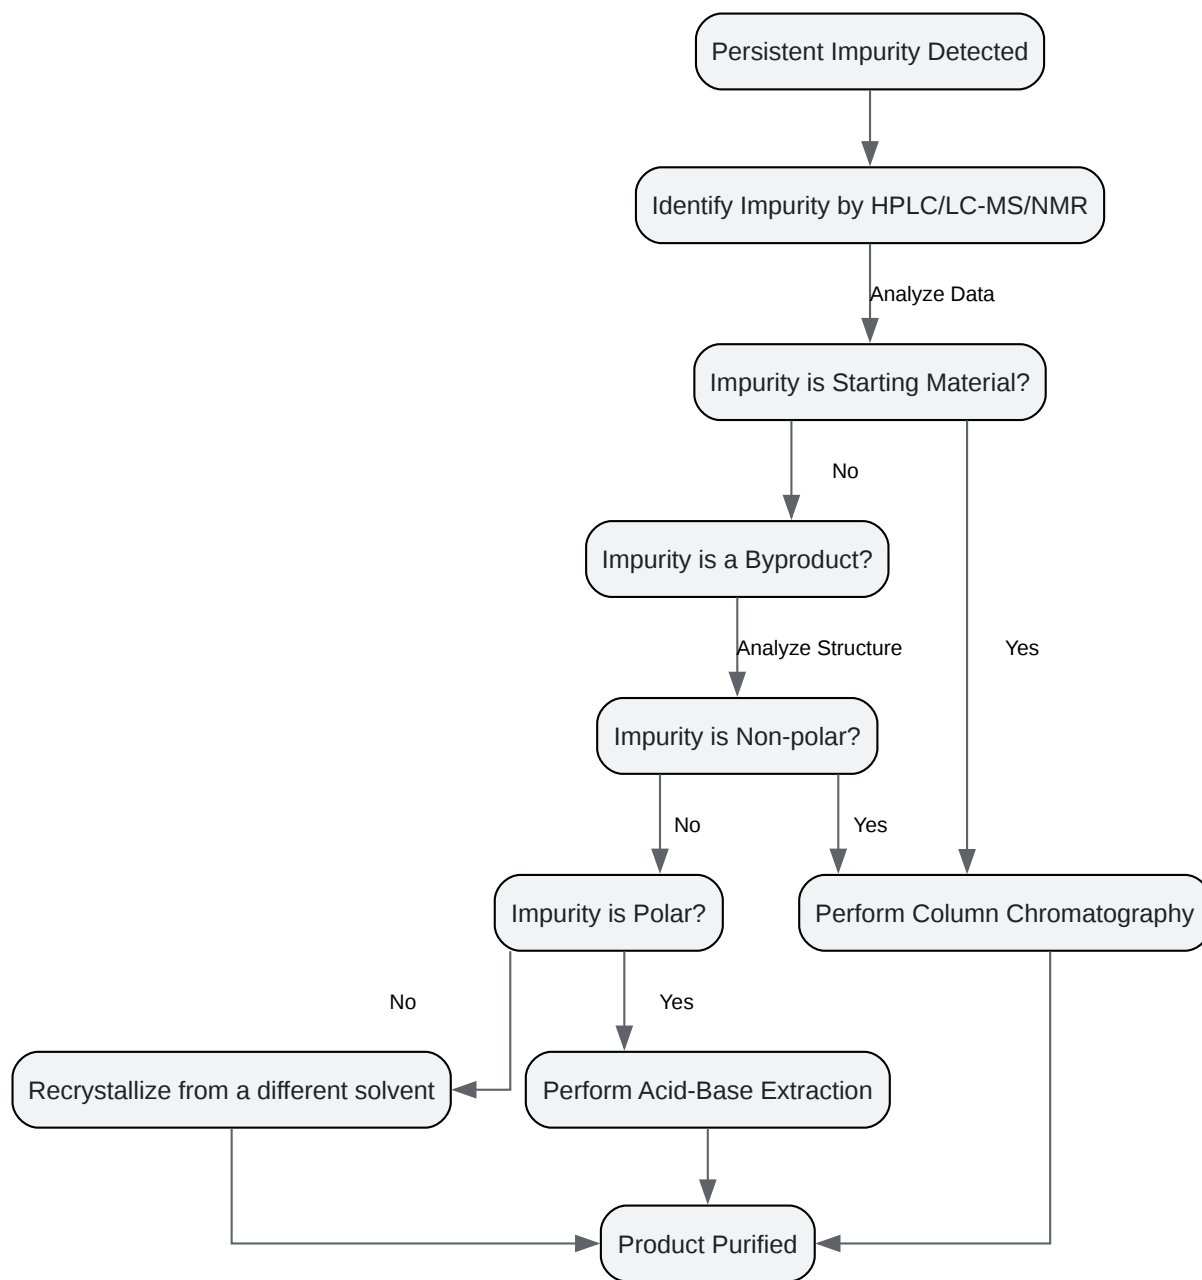 Persistent Impurity Detected
Identify Impurity by HPLC/LC-MS/NMR
Analyze Data
Impurity is Starting Material?
No
Impurity is a Byproduct?
Analyze Structure
Yes
Impurity is Non-polar?
No
Yes
Impurity is Polar?
Perform Column Chromatography
No
Yes
Recrystallize from a different solvent
Perform Acid-Base Extraction
Product Purified